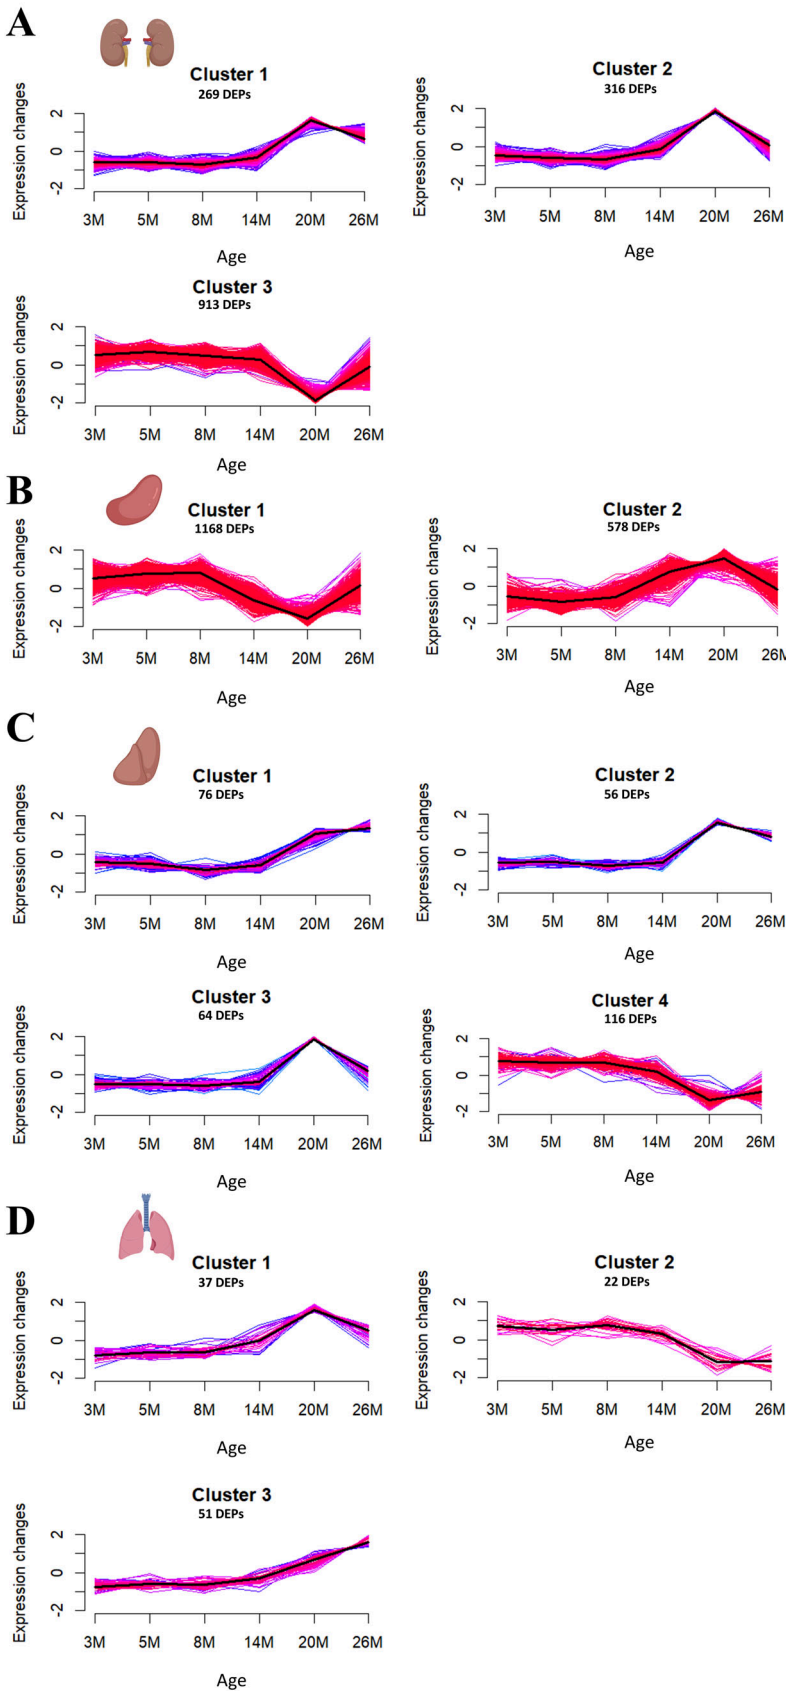 A
Cluster 1
269 DEPs
Expression changes
2
0
-2
3M 5M 8M 14M 20M 26M
Age
Cluster 2
316 DEPs
Expression changes
2
0
-2
3M 5M 8M 14M 20M 26M
Age
Cluster 3
913 DEPs
Expression changes
2
0
-2
3M 5M 8M 14M 20M 26M
Age
B
Cluster 1
1168 DEPs
Expression changes
2
0
-2
3M 5M 8M 14M 20M 26M
Age
Cluster 2
578 DEPs
Expression changes
2
0
-2
3M 5M 8M 14M 20M 26M
Age
C
Cluster 1
76 DEPs
Expression changes
2
0
-2
3M 5M 8M 14M 20M 26M
Age
Cluster 2
56 DEPs
Expression changes
2
0
-2
3M 5M 8M 14M 20M 26M
Age
Cluster 3
64 DEPs
Expression changes
2
0
-2
3M 5M 8M 14M 20M 26M
Age
Cluster 4
116 DEPs
Expression changes
2
0
-2
3M 5M 8M 14M 20M 26M
Age
D
Cluster 1
37 DEPs
Expression changes
2
0
-2
3M 5M 8M 14M 20M 26M
Age
Cluster 2
22 DEPs
Expression changes
2
0
-2
3M 5M 8M 14M 20M 26M
Age
Cluster 3
51 DEPs
Expression changes
2
0
-2
3M 5M 8M 14M 20M 26M
Age